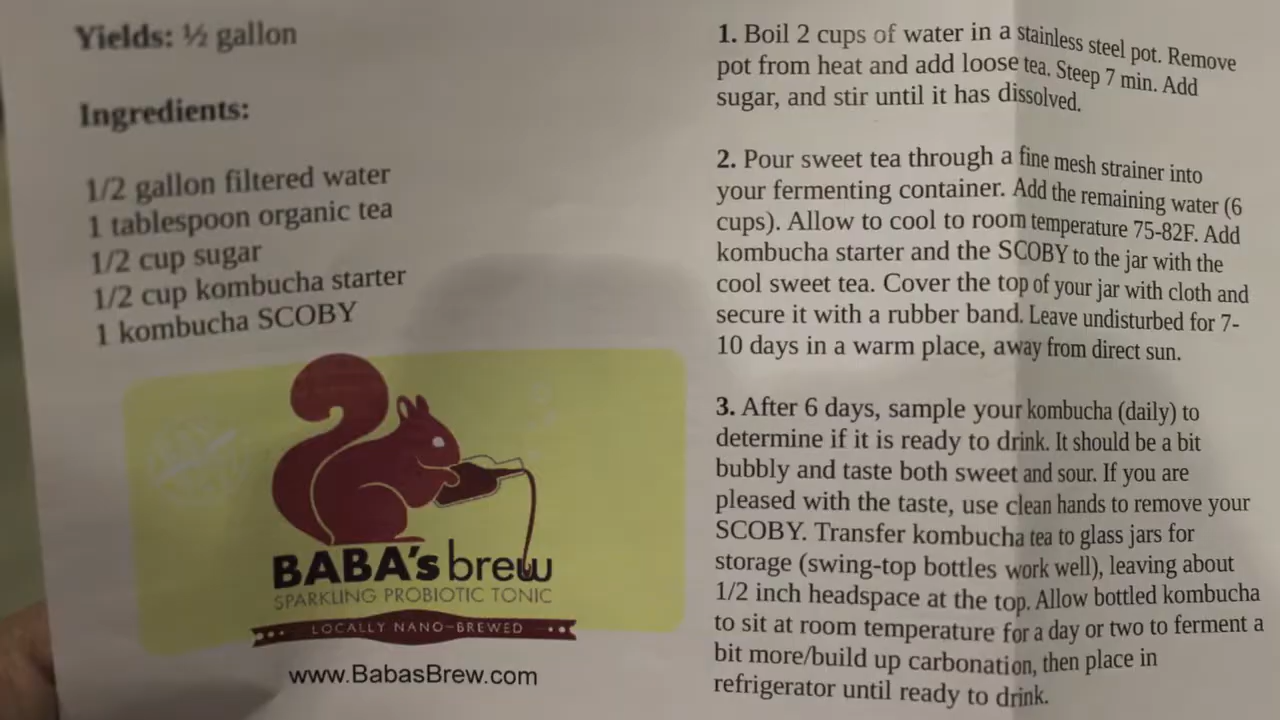 Yields: ½ gallon
Ingredients:
1/2 gallon filtered water
1 tablespoon organic tea
1/2 cup sugar
1/2 cup kombucha starter
1 kombucha SCOBY
BABA's brew
SPARKLING PROBIOTIC TONIC
LOCALLY NANO-BREWED
www.BabasBrew.com
1. Boil 2 cups of water in a stainless steel pot. Remove
pot from heat and add loose tea. Steep 7 min. Add
sugar, and stir until it has dissolved.
2. Pour sweet tea through a fine mesh strainer into
your fermenting container. Add the remaining water (6
cups). Allow to cool to room temperature 75-82F. Add
kombucha starter and the SCOBY to the jar with the
cool sweet tea. Cover the top of your jar with cloth and
secure it with a rubber band. Leave undisturbed for 7-
10 days in a warm place, away from direct sun.
3. After 6 days, sample your kombucha (daily) to
determine if it is ready to drink. It should be a bit
bubbly and taste both sweet and sour. If you are
pleased with the taste, use clean hands to remove your
SCOBY. Transfer kombucha tea to glass jars for
storage (swing-top bottles work well), leaving about
1/2 inch headspace at the top. Allow bottled kombucha
to sit at room temperature for a day or two to ferment a
bit more/build up carbonation, then place in
refrigerator until ready to drink.